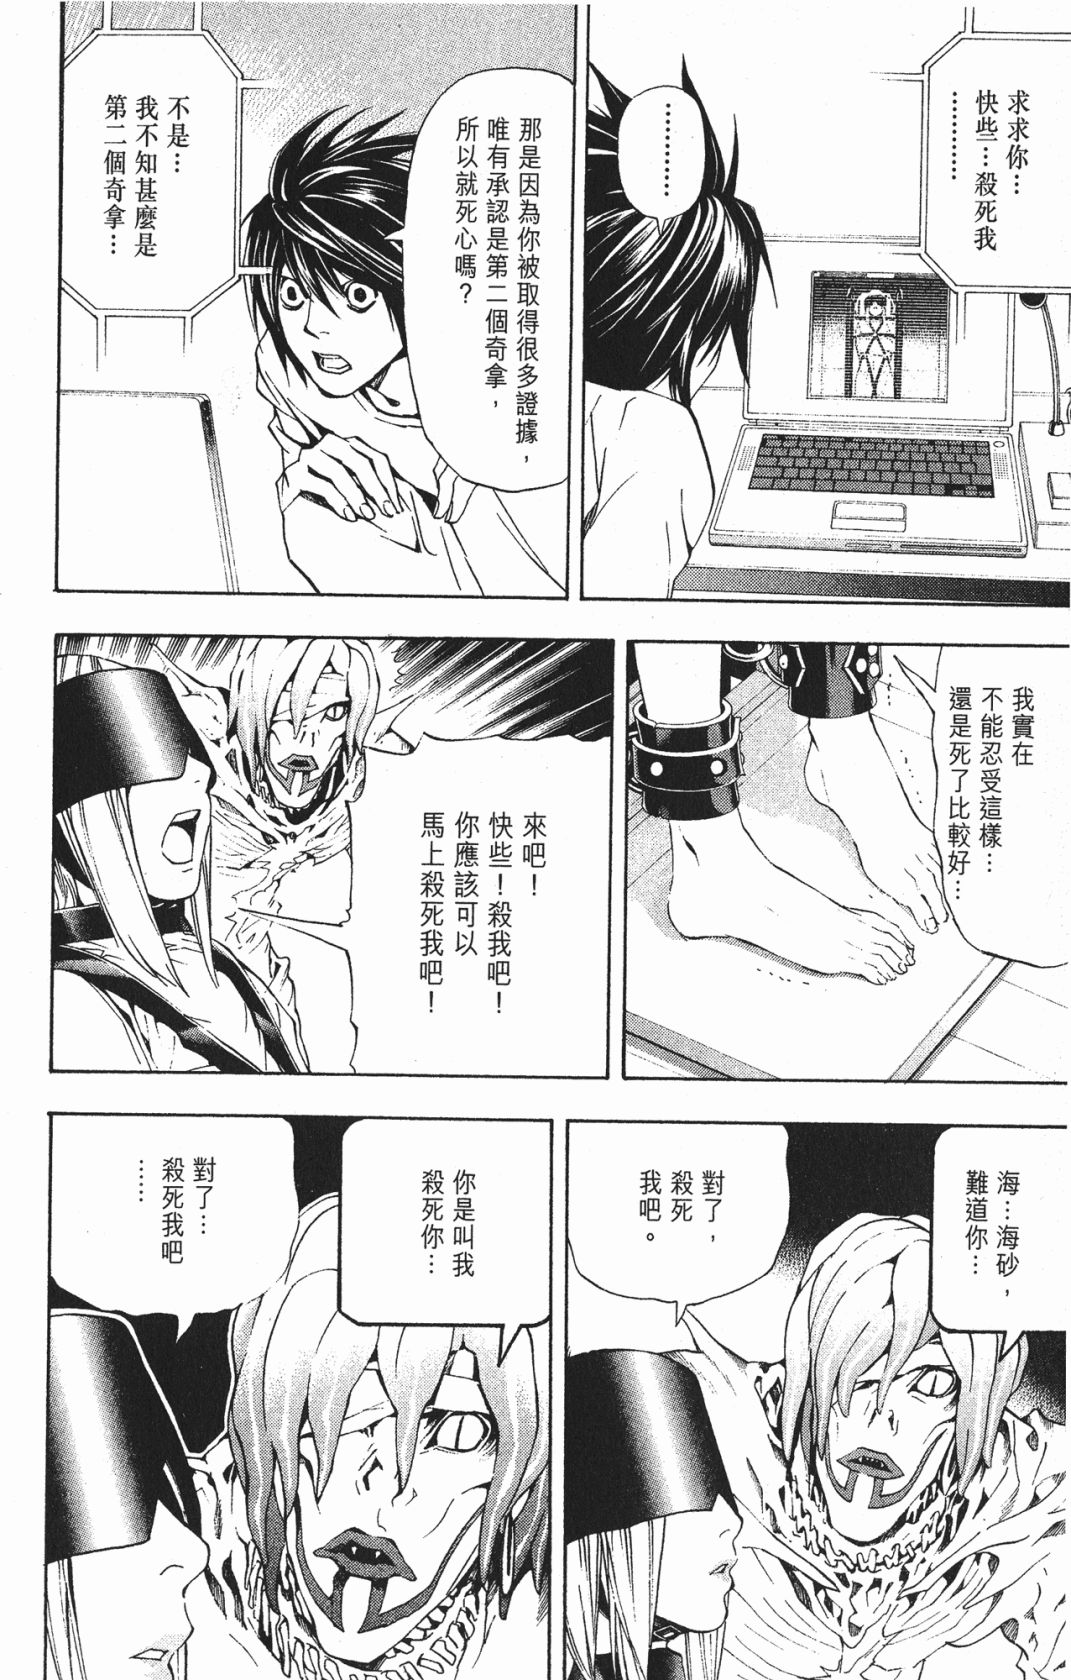 求求你…
快些…殺死我
…………
…………
那是因為你被取得很多證據，
唯有承認是第二個奇拿，
所以就死心嗎？
不是…
我不知甚麼是
第二個奇拿…
我實在
不能忍受這樣…
還是死了比較好…
來吧！
快些！殺我吧！
你應該可以
馬上殺死我吧！
海…海砂，
難道你…
對了，
殺死
我吧。
你是叫我
殺死你…
對了…
殺死我吧
……